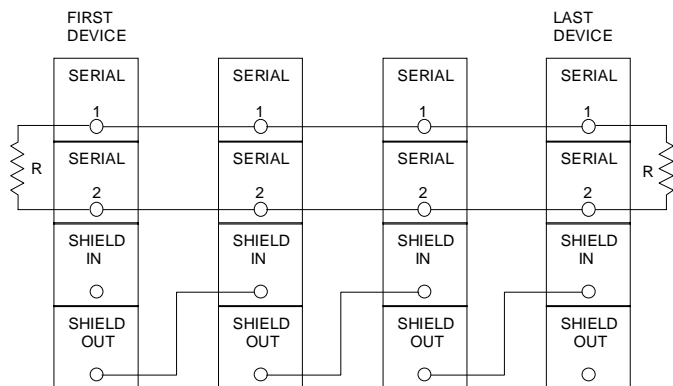 FIRST
DEVICE
LAST
DEVICE
SERIAL
SERIAL
SERIAL
SERIAL
1
1
1
1
R
SERIAL
SERIAL
SERIAL
SERIAL
R
2
2
2
2
SHIELD
IN
SHIELD
IN
SHIELD
IN
SHIELD
IN
SHIELD
OUT
SHIELD
OUT
SHIELD
OUT
SHIELD
OUT